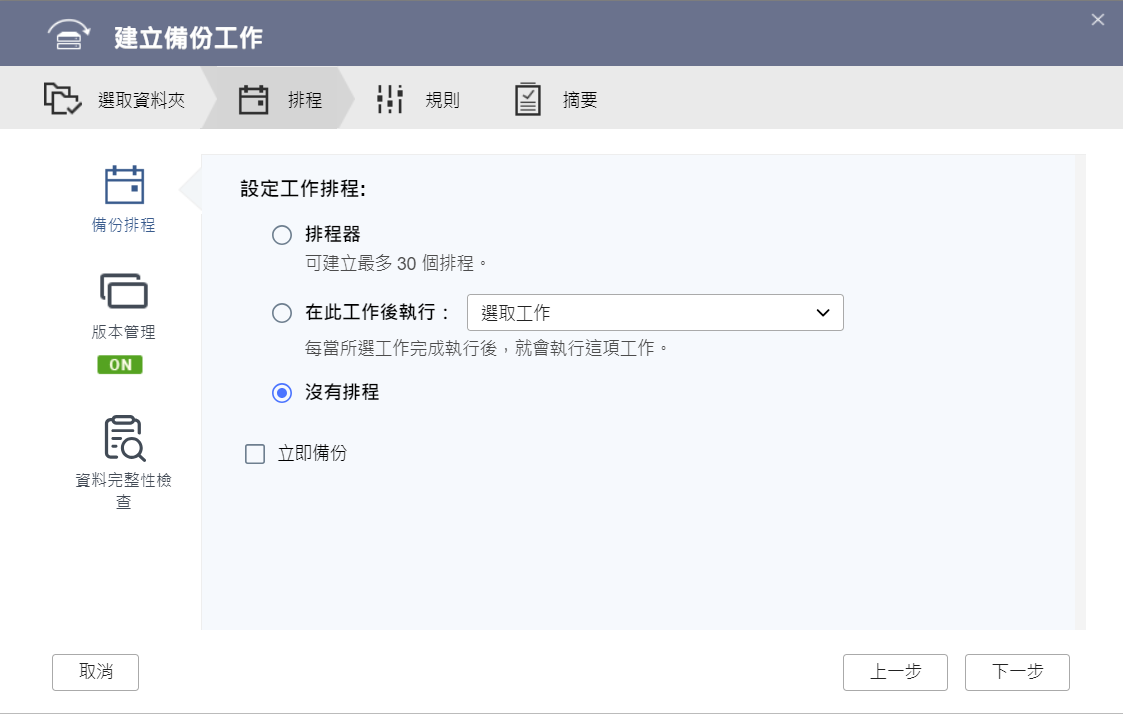 建立備份工作
選取資料夾
排程
規則
摘要
備份排程
版本管理
ON
資料完整性檢
查
設定工作排程:
排程器
可建立最多 30 個排程。
在此工作後執行：
選取工作
每當所選工作完成執行後，就會執行這項工作。
沒有排程
立即備份
取消
上一步
下一步